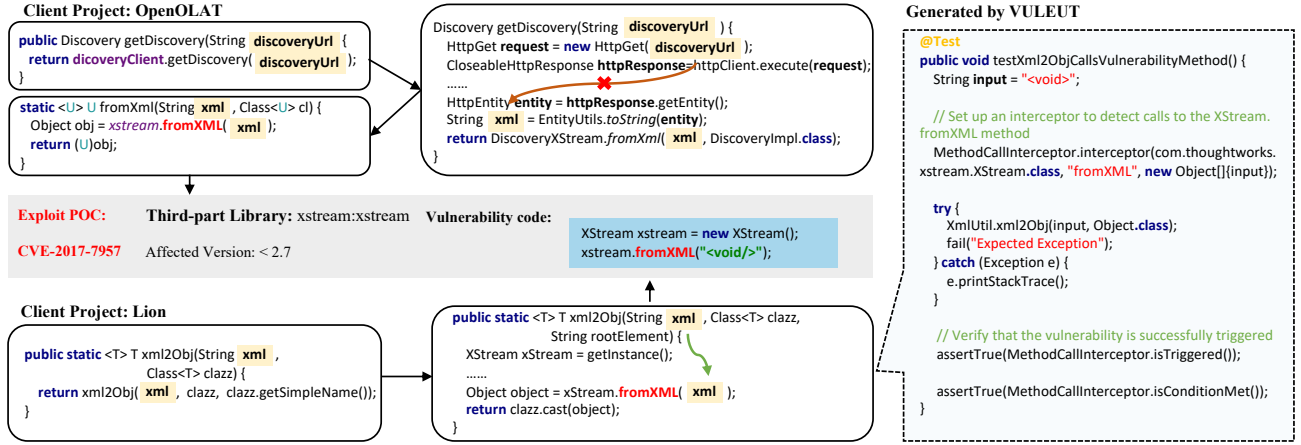 Client Project: OpenOLAT
public Discovery getDiscovery(String discoveryUrl {
return dicoveryClient.getDiscovery( discoveryUrl );
}
static <U> U fromXml(String xml , Class<U> cl) {
Object obj = xstream.fromXML( xml );
return (U)obj;
}
Discovery getDiscovery(String discoveryUrl ) {
HttpGet request = new HttpGet( discoveryUrl );
CloseableHttpResponse httpResponse=httpClient.execute(request);
......
HttpEntity entity = httpResponse.getEntity();
String xml = EntityUtils.toString(entity);
return DiscoveryXStream.fromXml( xml , DiscoveryImpl.class);
}
Exploit POC: Third-part Library: xstream:xstream Vulnerability code:
CVE-2017-7957 Affected Version: < 2.7
XStream xstream = new XStream();
xstream.fromXML("<void/>");
Client Project: Lion
public static <T> T xml2Obj(String xml ,
Class<T> clazz) {
return xml2Obj( xml , clazz, clazz.getSimpleName());
}
public static <T> T xml2Obj(String xml , Class<T> clazz,
String rootElement) {
XStream xStream = getInstance();
......
Object object = xStream.fromXML( xml );
return clazz.cast(object);
}
Generated by VULEUT
@Test
public void testXml2ObjCallsVulnerabilityMethod() {
String input = "<void>";
// Set up an interceptor to detect calls to the XStream.
fromXML method
MethodCallInterceptor.interceptor(com.thoughtworks.
xstream.XStream.class, "fromXML", new Object[]{input});
try {
XmlUtil.xml2Obj(input, Object.class);
fail("Expected Exception");
} catch (Exception e) {
e.printStackTrace();
}
// Verify that the vulnerability is successfully triggered
assertTrue(MethodCallInterceptor.isTriggered());
assertTrue(MethodCallInterceptor.isConditionMet());
}